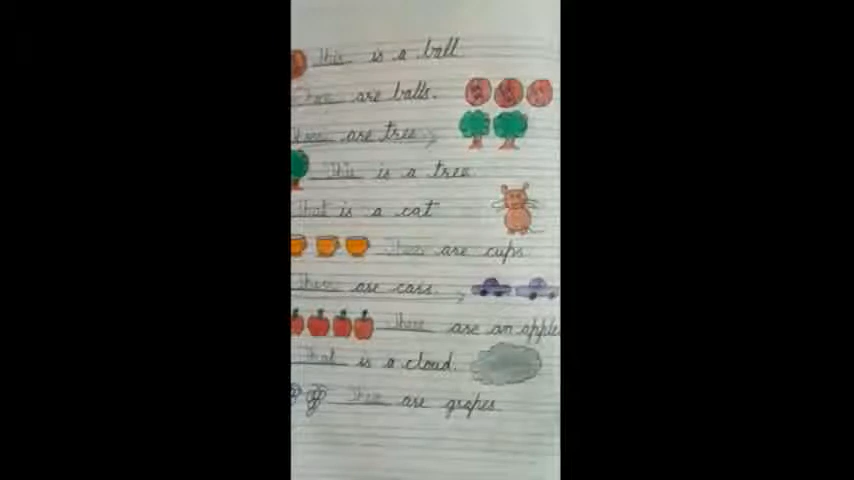 This is a ball
These are balls.
These are tree
This is a tree.
That is a cat
These are cups
These are cars.
These are an apple
That is a cloud.
These are grapes